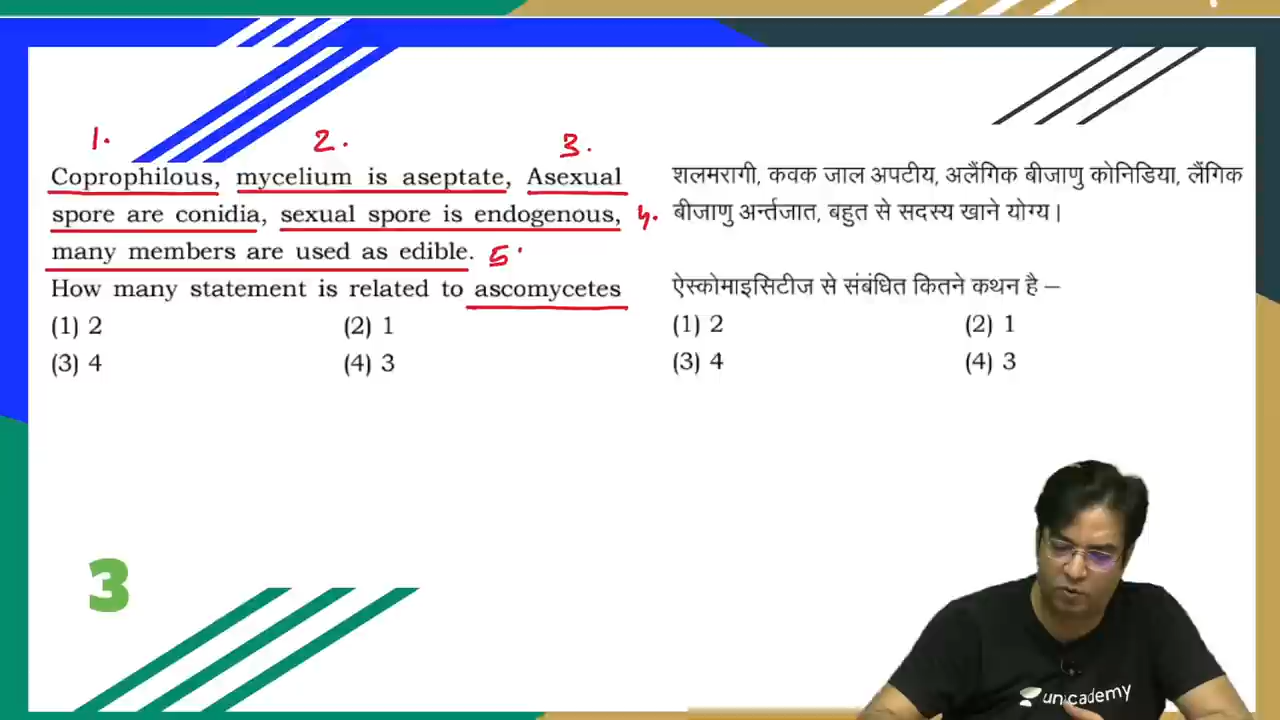 1. 2. 3.
Coprophilous, mycelium is aseptate, Asexual
spore are conidia, sexual spore is endogenous, 4.
many members are used as edible. 5.
How many statement is related to ascomycetes
(1) 2 (2) 1
(3) 4 (4) 3
शलमरागी, कवक जाल अपटीय, अलैंगिक बीजाणु कोनिडिया, लैंगिक
बीजाणु अर्न्तजात, बहुत से सदस्य खाने योग्य।
ऐस्कोमाइसिटीज से संबंधित कितने कथन है –
(1) 2 (2) 1
(3) 4 (4) 3
3
unacademy